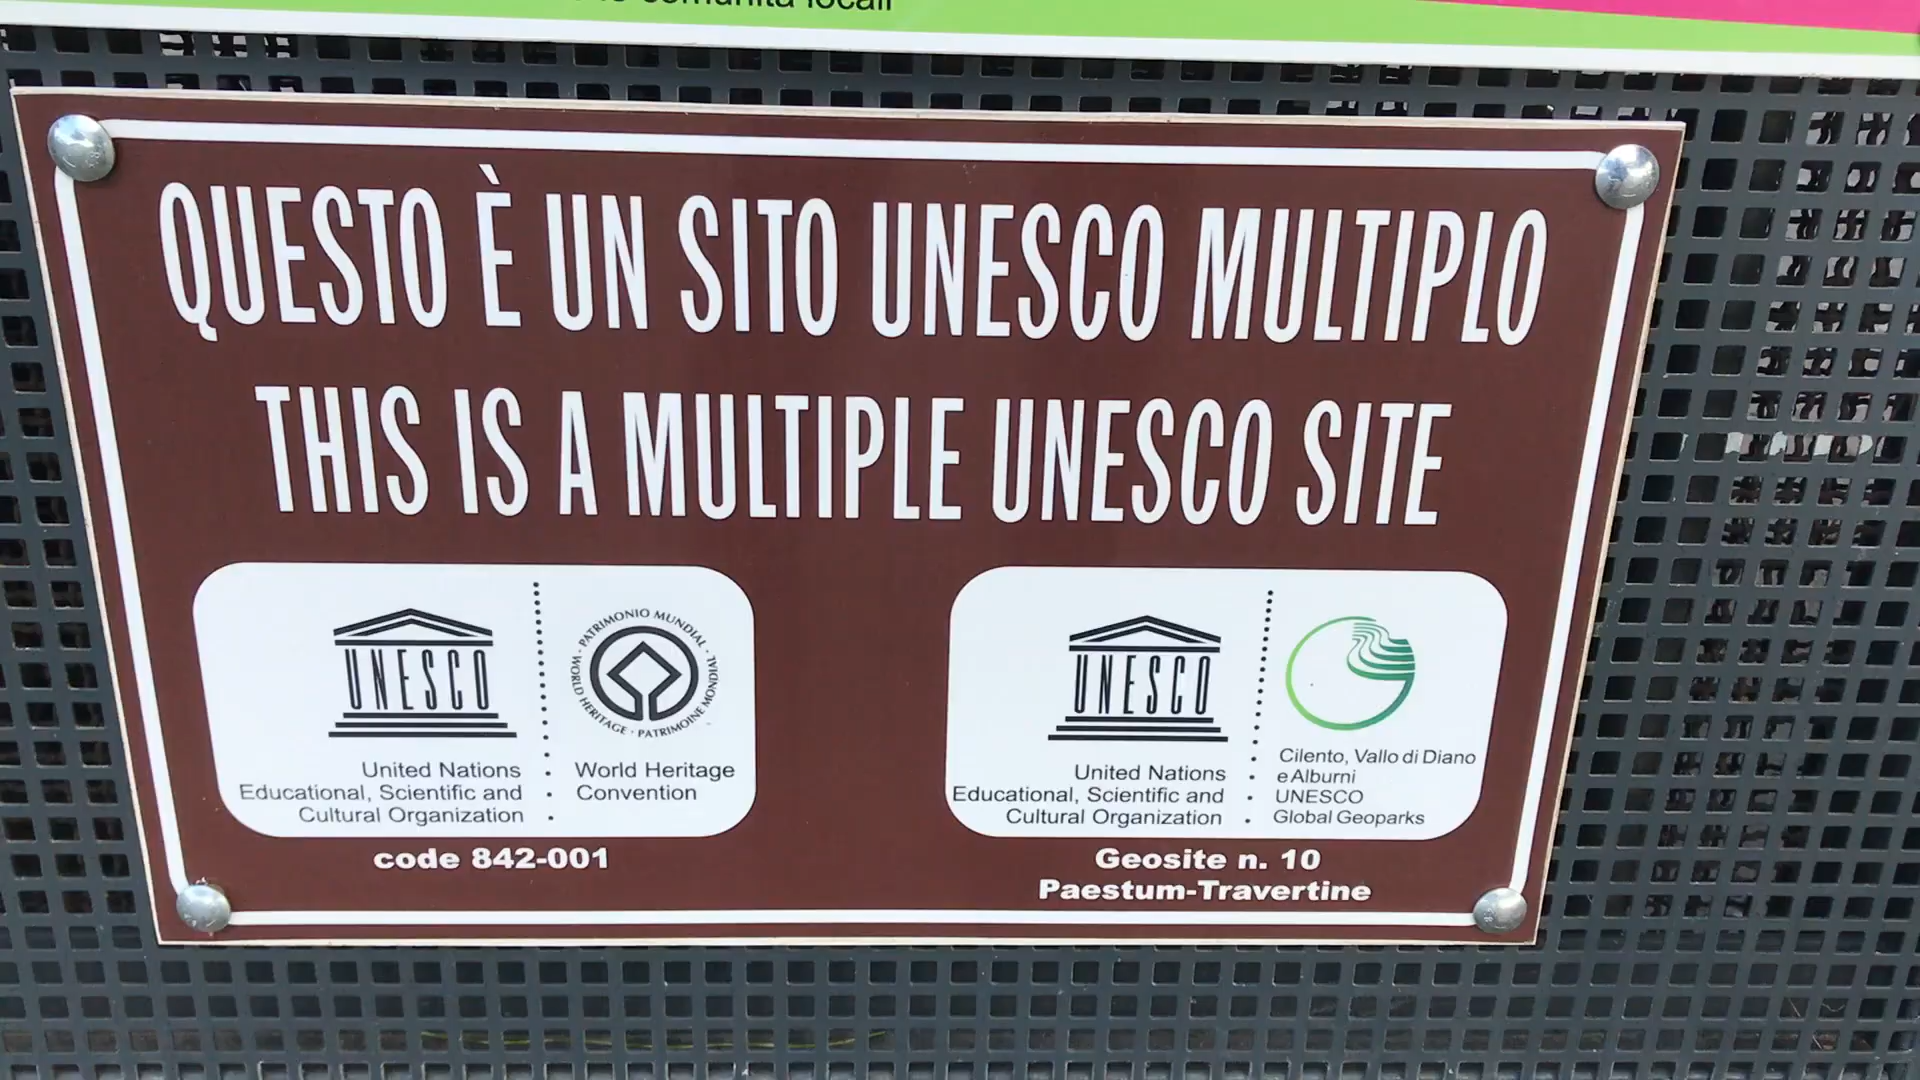 comunità locali
QUESTO È UN SITO UNESCO MULTIPLO
THIS IS A MULTIPLE UNESCO SITE
UNESCO
PATRIMONIO MUNDIAL · WORLD HERITAGE · PATRIMOINE MONDIAL ·
United Nations
Educational, Scientific and
Cultural Organization
World Heritage
Convention
code 842-001
UNESCO
United Nations
Educational, Scientific and
Cultural Organization
Cilento, Vallo di Diano
e Alburni
UNESCO
Global Geoparks
Geosite n. 10
Paestum-Travertine